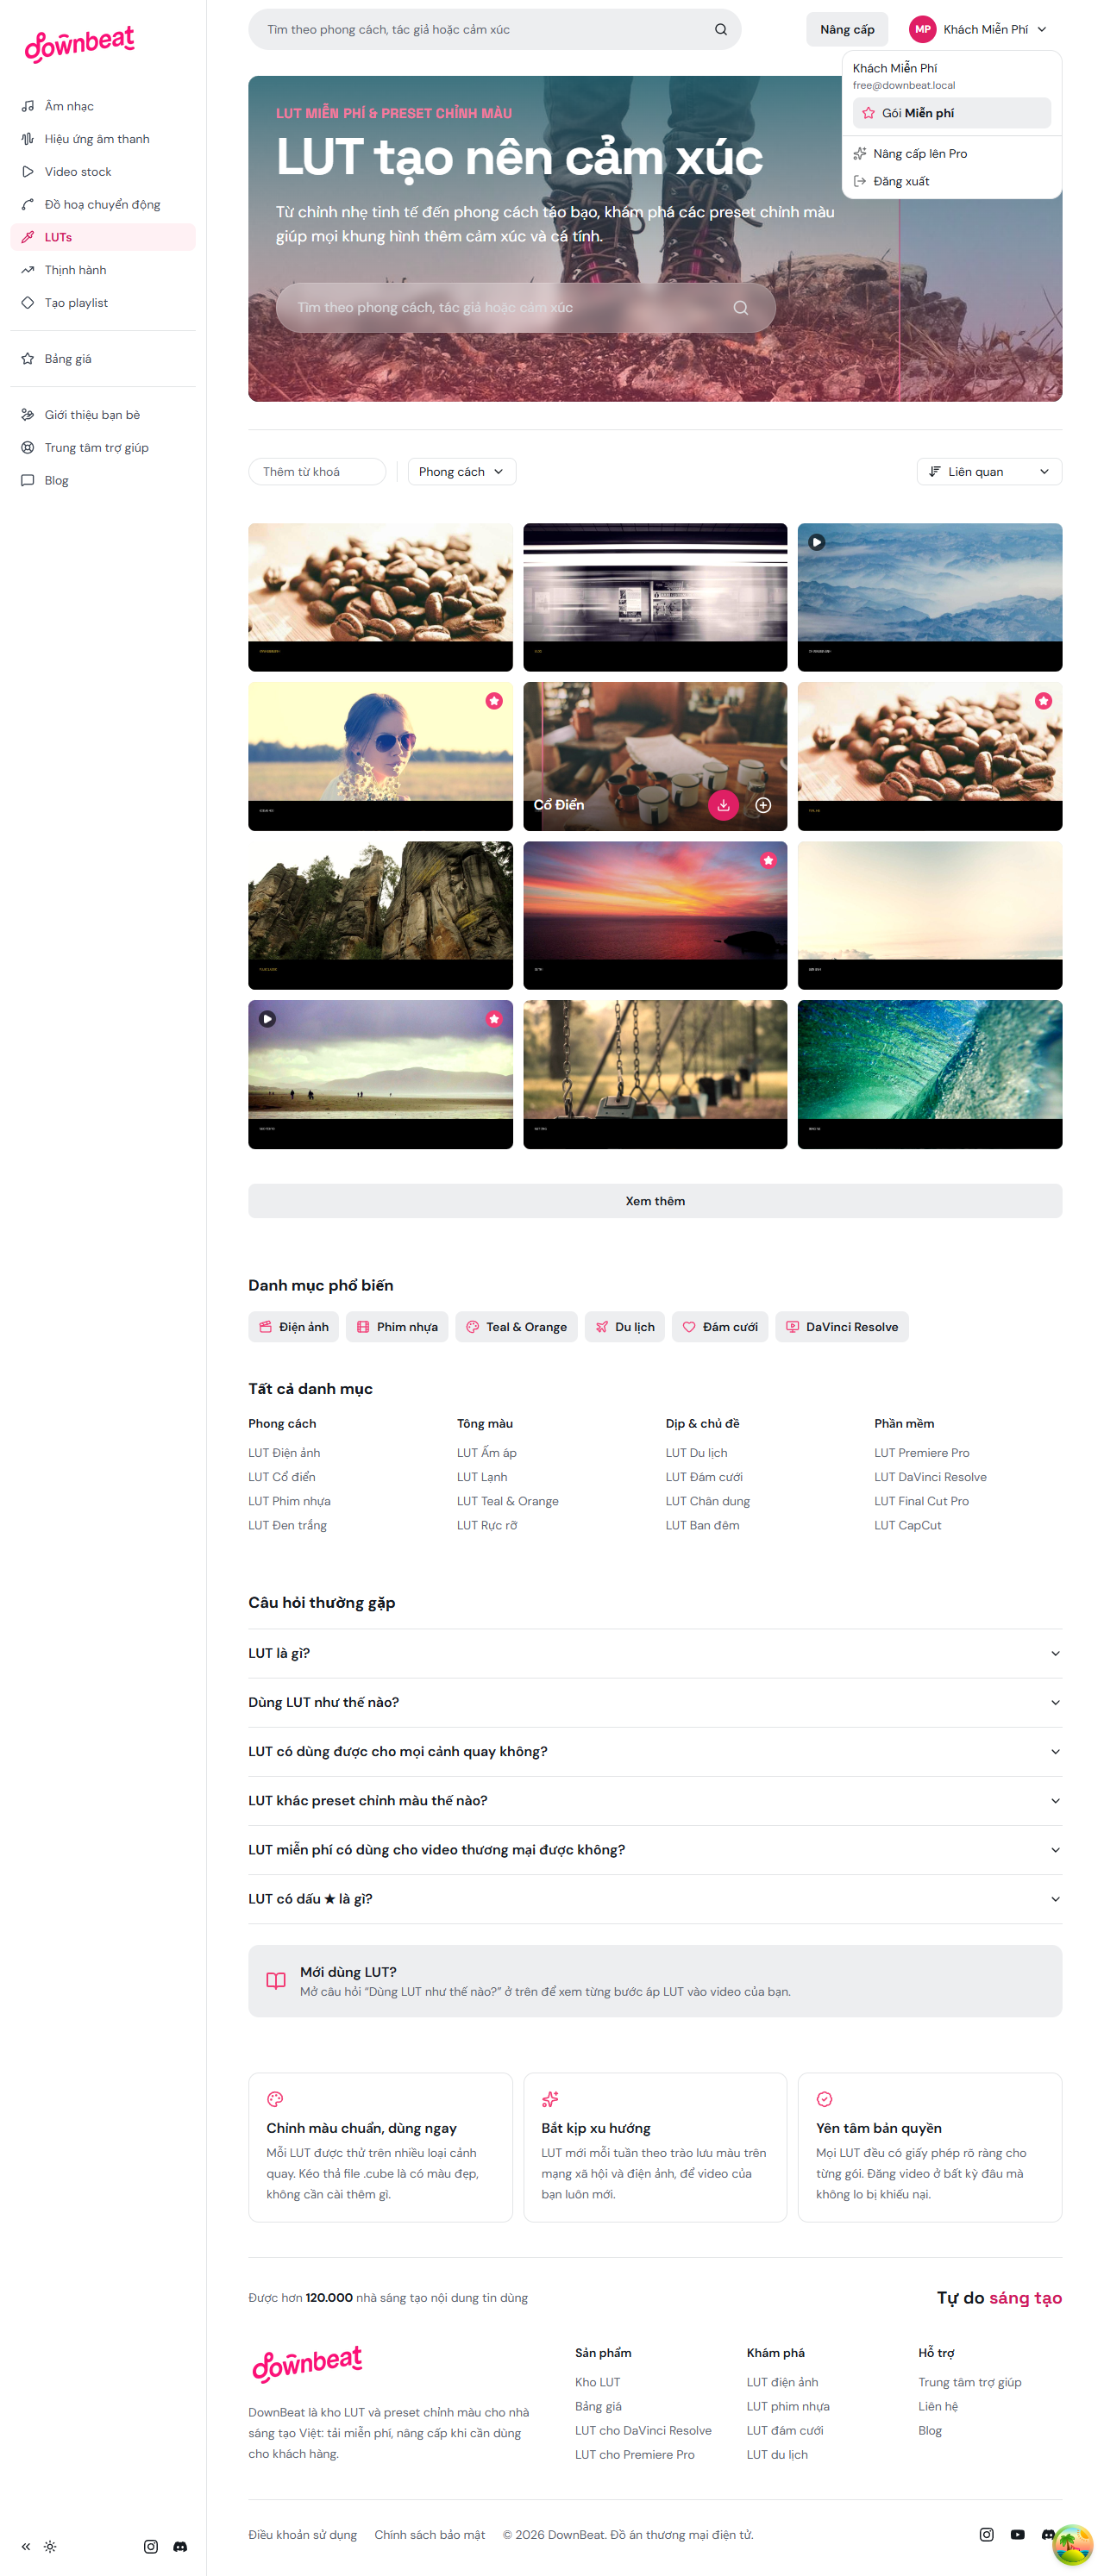 downbeat
Âm nhạc
Hiệu ứng âm thanh
Video stock
Đồ hoạ chuyển động
LUTs
Thịnh hành
Tạo playlist
Bảng giá
Giới thiệu bạn bè
Trung tâm trợ giúp
Blog
Tìm theo phong cách, tác giả hoặc cảm xúc
Nâng cấp
MP
Khách Miễn Phí
Khách Miễn Phí
free@downbeat.local
Gói Miễn phí
Nâng cấp lên Pro
Đăng xuất
LUT MIỄN PHÍ & PRESET CHỈNH MÀU
LUT tạo nên cảm xúc
Từ chỉnh nhẹ tinh tế đến phong cách táo bạo, khám phá các preset chỉnh màu
giúp mọi khung hình thêm cảm xúc và cá tính.
Tìm theo phong cách, tác giả hoặc cảm xúc
Thêm từ khoá
Phong cách
Liên quan
Cổ Điển
Xem thêm
Danh mục phổ biến
Điện ảnh
Phim nhựa
Teal & Orange
Du lịch
Đám cưới
DaVinci Resolve
Tất cả danh mục
Phong cách
LUT Điện ảnh
LUT Cổ điển
LUT Phim nhựa
LUT Đen trắng
Tông màu
LUT Ấm áp
LUT Lạnh
LUT Teal & Orange
LUT Rực rỡ
Dịp & chủ đề
LUT Du lịch
LUT Đám cưới
LUT Chân dung
LUT Ban đêm
Phần mềm
LUT Premiere Pro
LUT DaVinci Resolve
LUT Final Cut Pro
LUT CapCut
Câu hỏi thường gặp
LUT là gì?
Dùng LUT như thế nào?
LUT có dùng được cho mọi cảnh quay không?
LUT khác preset chỉnh màu thế nào?
LUT miễn phí có dùng cho video thương mại được không?
LUT có dấu ★ là gì?
Mới dùng LUT?
Mở câu hỏi “Dùng LUT như thế nào?” ở trên để xem từng bước áp LUT vào video của bạn.
Chỉnh màu chuẩn, dùng ngay
Mỗi LUT được thử trên nhiều loại cảnh
quay. Kéo thả file .cube là có màu đẹp,
không cần cài thêm gì.
Bắt kịp xu hướng
LUT mới mỗi tuần theo trào lưu màu trên
mạng xã hội và điện ảnh, để video của
bạn luôn mới.
Yên tâm bản quyền
Mọi LUT đều có giấy phép rõ ràng cho
từng gói. Đăng video ở bất kỳ đâu mà
không lo bị khiếu nại.
Được hơn 120.000 nhà sáng tạo nội dung tin dùng
Tự do sáng tạo
downbeat
DownBeat là kho LUT và preset chỉnh màu cho nhà
sáng tạo Việt: tải miễn phí, nâng cấp khi cần dùng
cho khách hàng.
Sản phẩm
Kho LUT
Bảng giá
LUT cho DaVinci Resolve
LUT cho Premiere Pro
Khám phá
LUT điện ảnh
LUT phim nhựa
LUT đám cưới
LUT du lịch
Hỗ trợ
Trung tâm trợ giúp
Liên hệ
Blog
Điều khoản sử dụng
Chính sách bảo mật
© 2026 DownBeat. Đồ án thương mại điện tử.